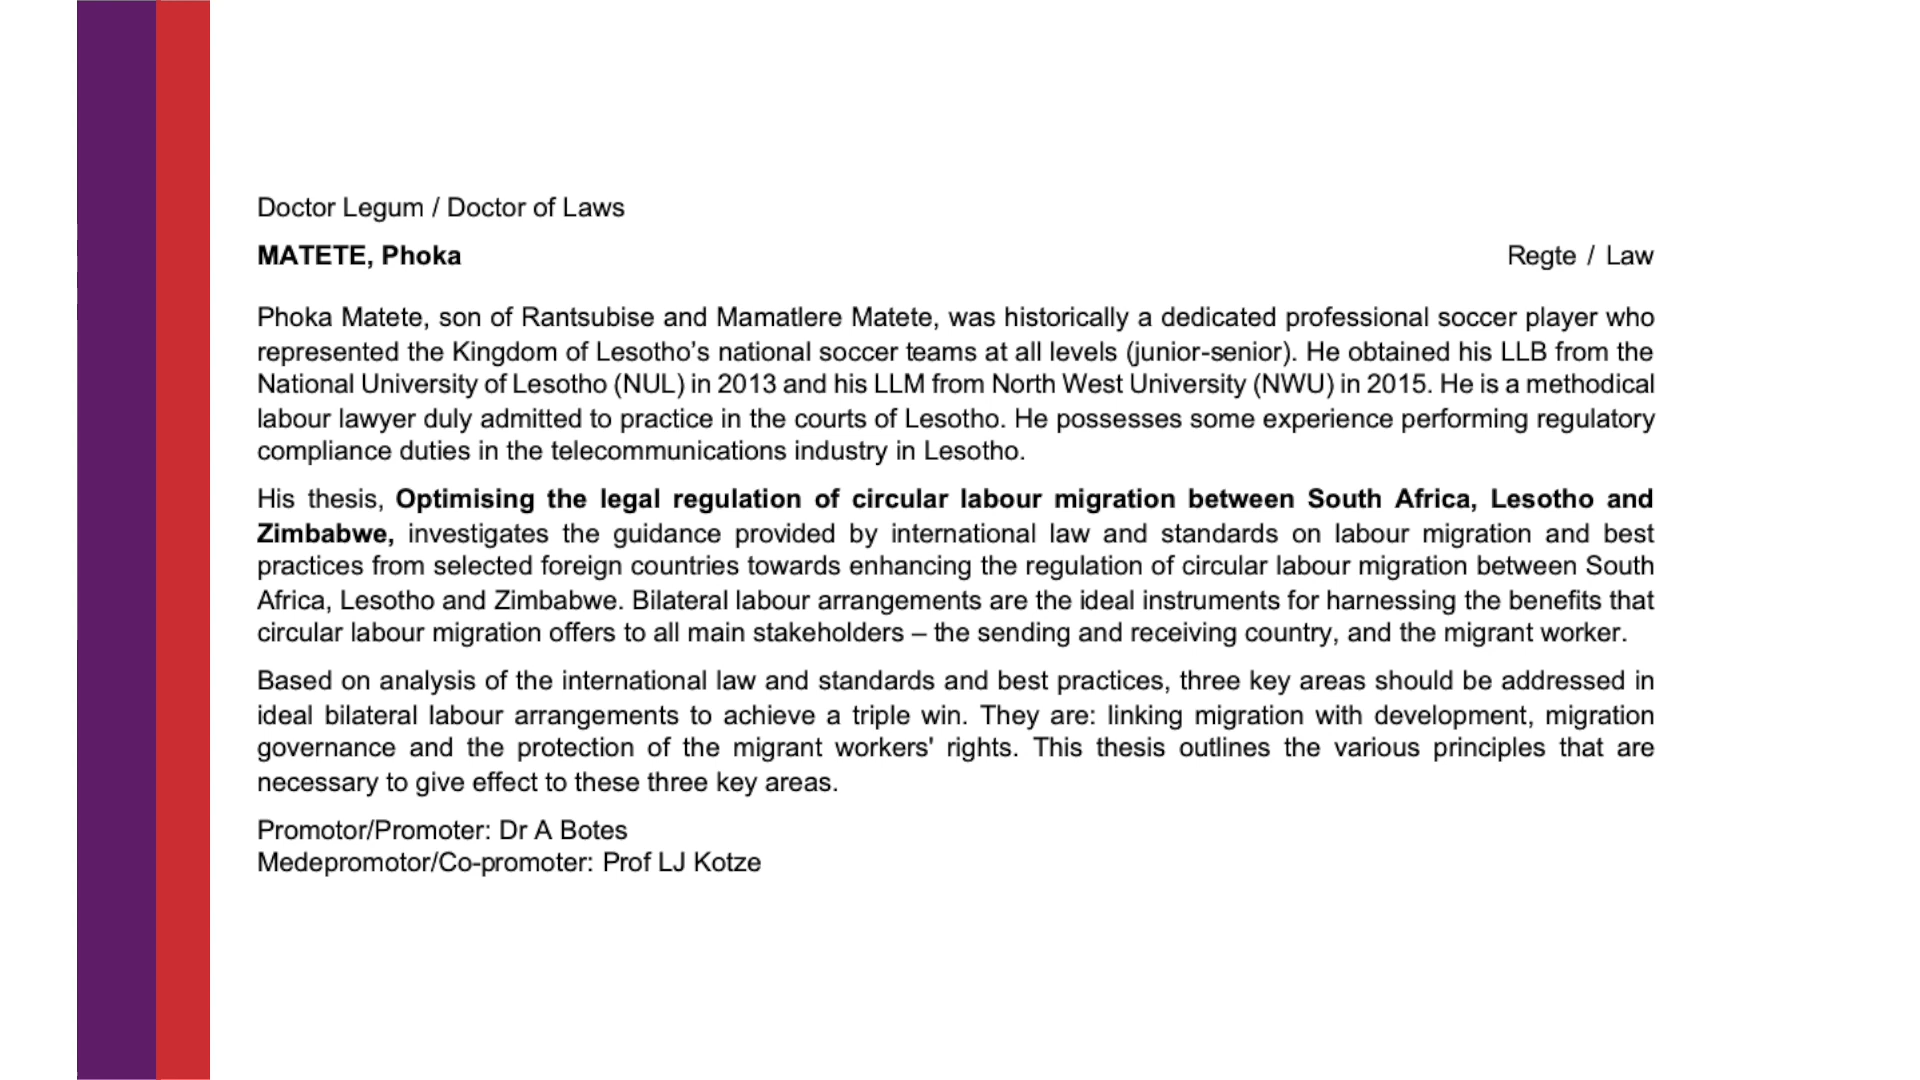 Doctor Legum / Doctor of Laws
MATETE, Phoka
Regte / Law
Phoka Matete, son of Rantsubise and Mamatlere Matete, was historically a dedicated professional soccer player who
represented the Kingdom of Lesotho’s national soccer teams at all levels (junior-senior). He obtained his LLB from the
National University of Lesotho (NUL) in 2013 and his LLM from North West University (NWU) in 2015. He is a methodical
labour lawyer duly admitted to practice in the courts of Lesotho. He possesses some experience performing regulatory
compliance duties in the telecommunications industry in Lesotho.
His thesis, Optimising the legal regulation of circular labour migration between South Africa, Lesotho and
Zimbabwe, investigates the guidance provided by international law and standards on labour migration and best
practices from selected foreign countries towards enhancing the regulation of circular labour migration between South
Africa, Lesotho and Zimbabwe. Bilateral labour arrangements are the ideal instruments for harnessing the benefits that
circular labour migration offers to all main stakeholders – the sending and receiving country, and the migrant worker.
Based on analysis of the international law and standards and best practices, three key areas should be addressed in
ideal bilateral labour arrangements to achieve a triple win. They are: linking migration with development, migration
governance and the protection of the migrant workers' rights. This thesis outlines the various principles that are
necessary to give effect to these three key areas.
Promotor/Promoter: Dr A Botes
Medepromotor/Co-promoter: Prof LJ Kotze